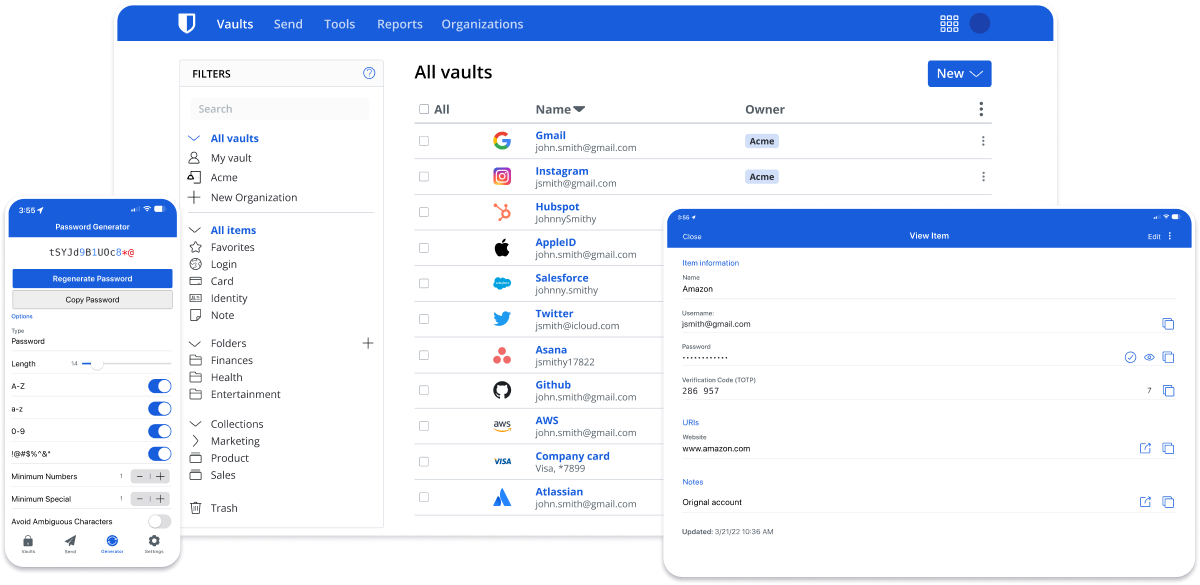 Vaults Send Tools Reports Organizations
FILTERS
Search
All vaults
My vault
Acme
New Organization
All items
Favorites
Login
Card
Identity
Note
Folders
Finances
Health
Entertainment
Collections
Marketing
Product
Sales
Trash
All vaults
New
All Name Owner
Gmail
john.smith@gmail.com
Acme
Instagram
jsmith@gmail.com
Acme
Hubspot
JohnnySmithy
AppleID
john.smith@gmail.com
salesforce
Salesforce
johnny.smithy
Twitter
jsmith@icloud.com
Asana
jsmithy17822
Github
john.smith@gmail.com
aws
AWS
john.smith@gmail.com
VISA
Company card
Visa, *7899
Atlassian
john.smith@gmail.com
3:55
Password Generator
tSYJd9B1UOc8*@
Regenerate Password
Copy Password
Options
Type
Password
Length 14
A-Z
a-z
0-9
!@#$%^&*
Minimum Numbers 1 − | +
Minimum Special 1 − | +
Avoid Ambiguous Characters
Vaults Send Generator Settings
3:55
Close View Item Edit
Item information
Name
Amazon
Username:
jsmith@gmail.com
Password
••••••••••••
Verification Code (TOTP)
286 957 7
URIs
Website
www.amazon.com
Notes
Orignal account
Updated: 3/21/22 10:36 AM